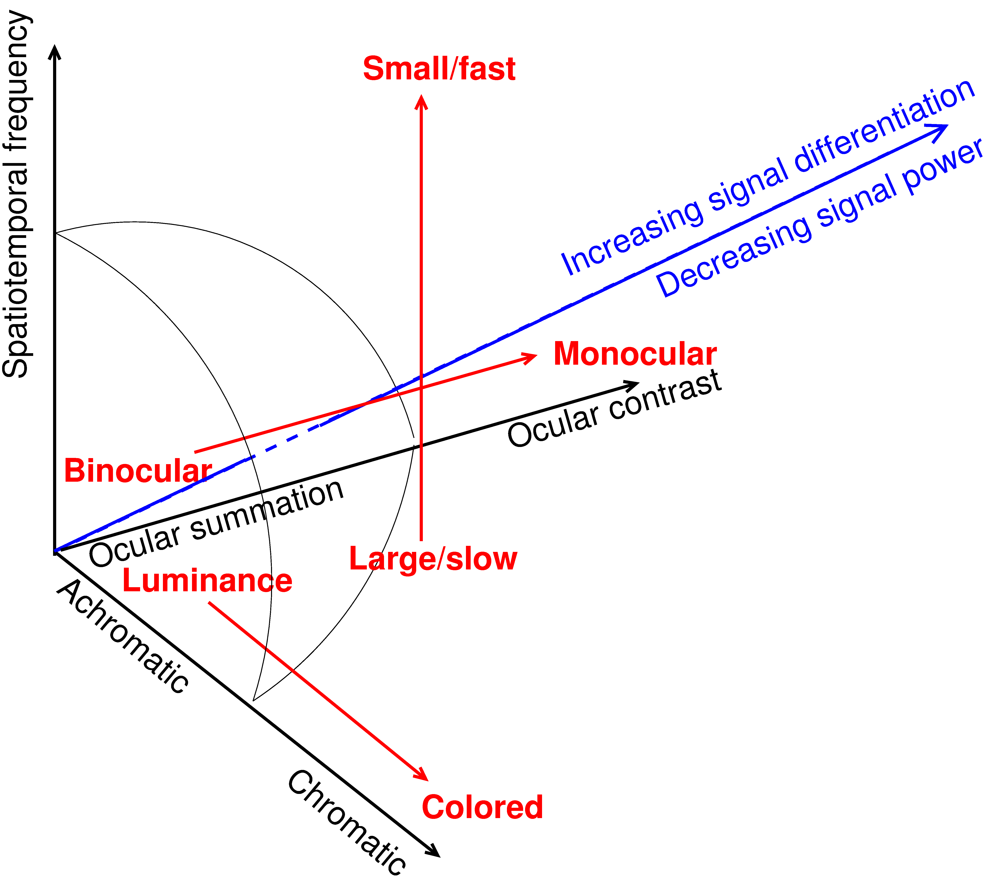 Spatiotemporal frequency
Small/fast
Increasing signal differentiation
Decreasing signal power
Monocular
Ocular contrast
Binocular
Ocular summation
Large/slow
Luminance
Achromatic
Chromatic
Colored